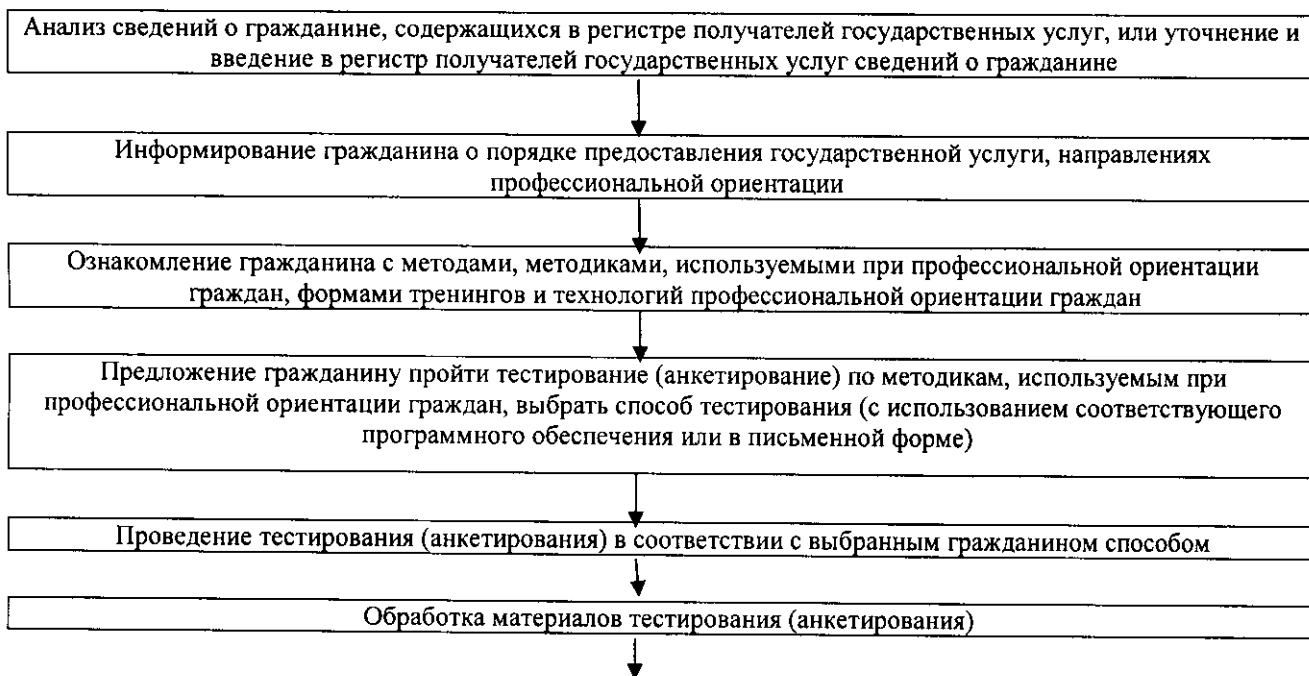 Анализ сведений о гражданине, содержащихся в регистре получателей государственных услуг, или уточнение и
введение в регистр получателей государственных услуг сведений о гражданине
Информирование гражданина о порядке предоставления государственной услуги, направлениях
профессиональной ориентации
Ознакомление гражданина с методами, методиками, используемыми при профессиональной ориентации
граждан, формами тренингов и технологий профессиональной ориентации граждан
Предложение гражданину пройти тестирование (анкетирование) по методикам, используемым при
профессиональной ориентации граждан, выбрать способ тестирования (с использованием соответствующего
программного обеспечения или в письменной форме)
Проведение тестирования (анкетирования) в соответствии с выбранным гражданином способом
Обработка материалов тестирования (анкетирования)